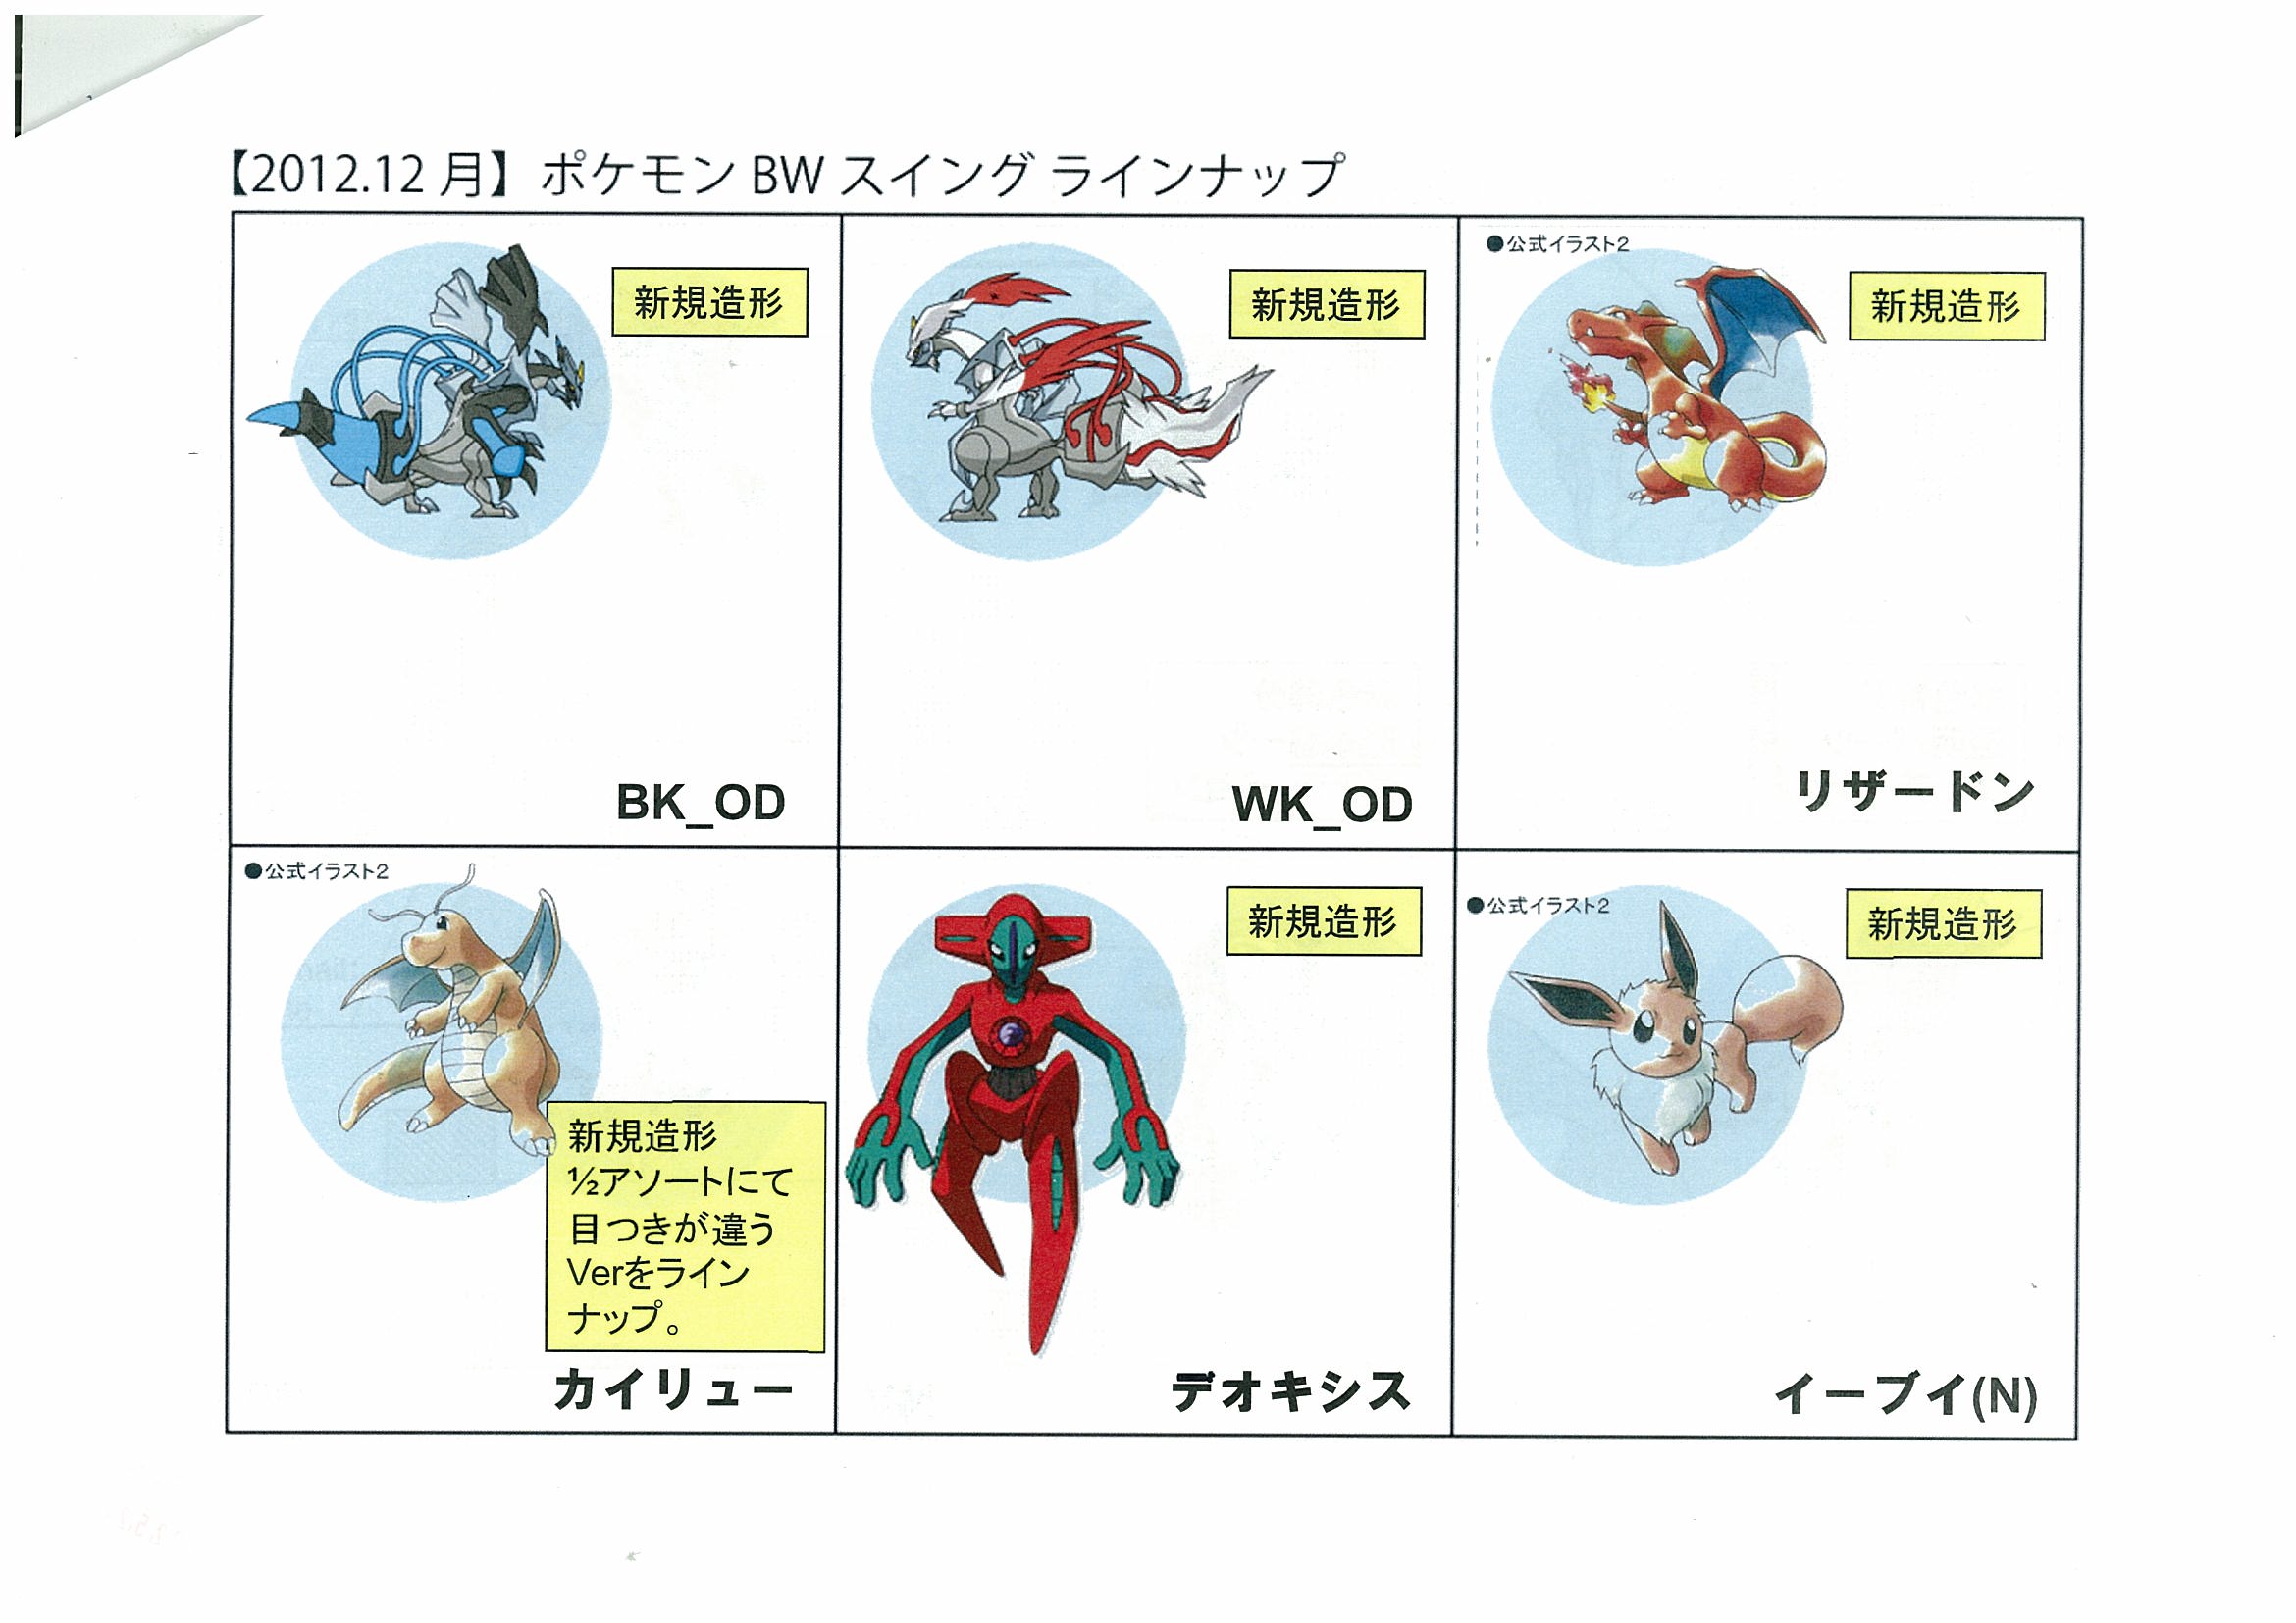 【2012.12月】ポケモンBWスイング ラインナップ
新規造形
BK_OD
新規造形
WK_OD
●公式イラスト2
新規造形
リザードン
●公式イラスト2
新規造形
½アソートにて
目つきが違う
Verをライン
ナップ。
カイリュー
新規造形
デオキシス
●公式イラスト2
新規造形
イーブイ(N)